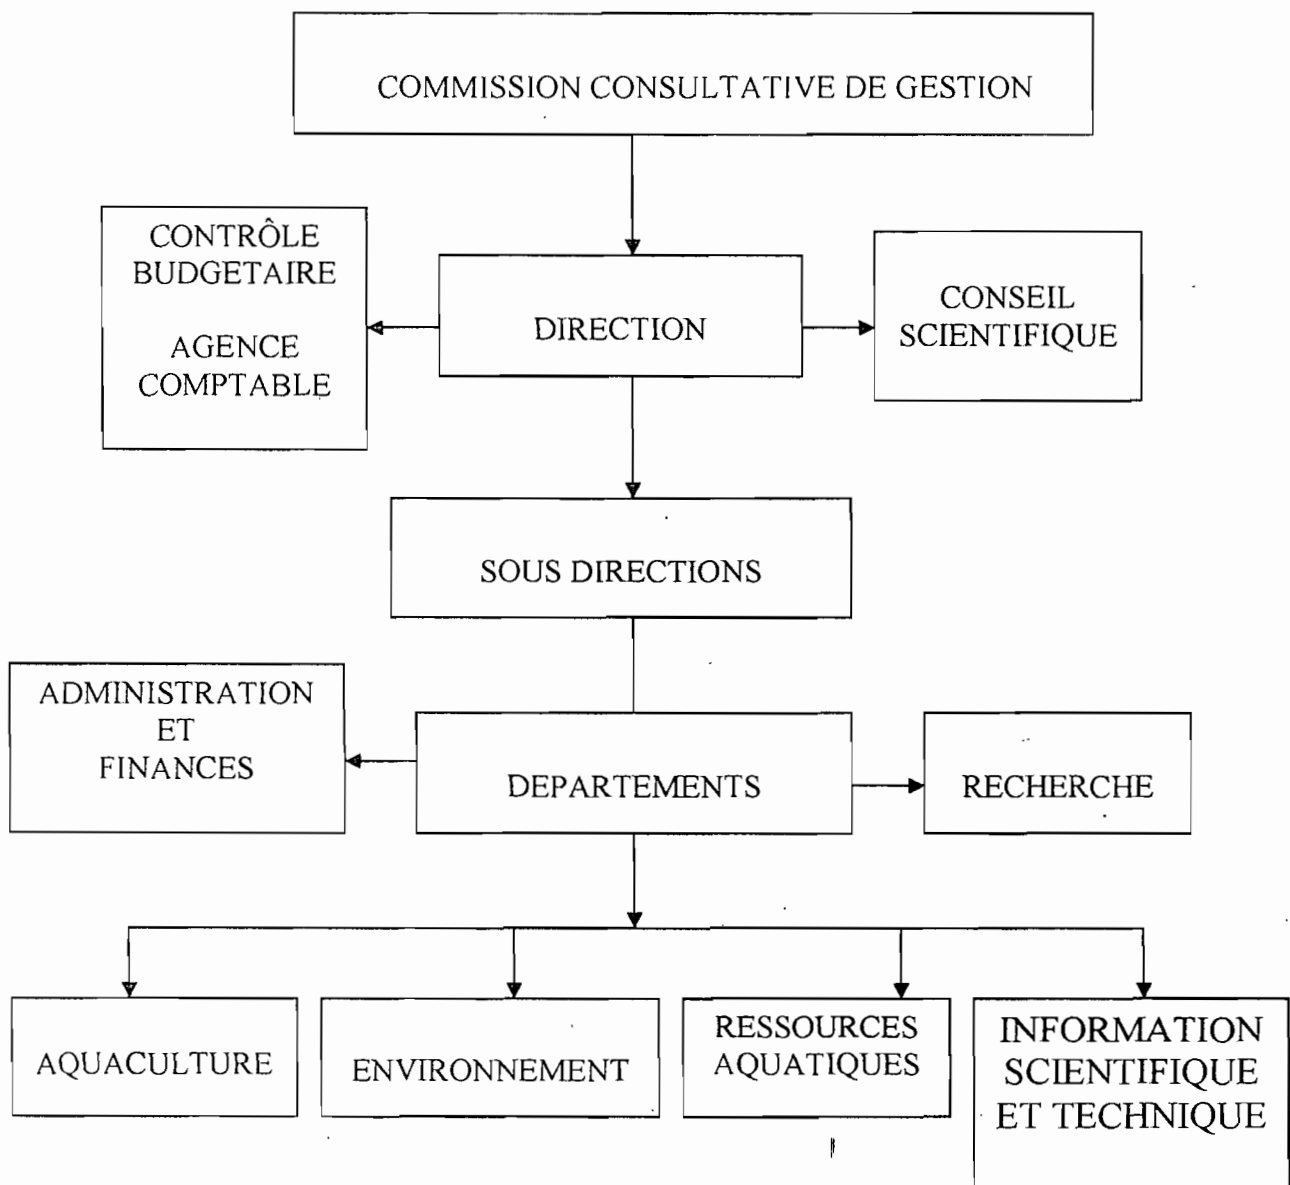 COMMISSION CONSULTATIVE DE GESTION
CONTRÔLE
BUDGETAIRE
AGENCE
COMPTABLE
DIRECTION
CONSEIL
SCIENTIFIQUE
SOUS DIRECTIONS
ADMINISTRATION
ET
FINANCES
DEPARTEMENTS
RECHERCHE
AQUACULTURE
ENVIRONNEMENT
RESSOURCES
AQUATIQUES
INFORMATION
SCIENTIFIQUE
ET TECHNIQUE